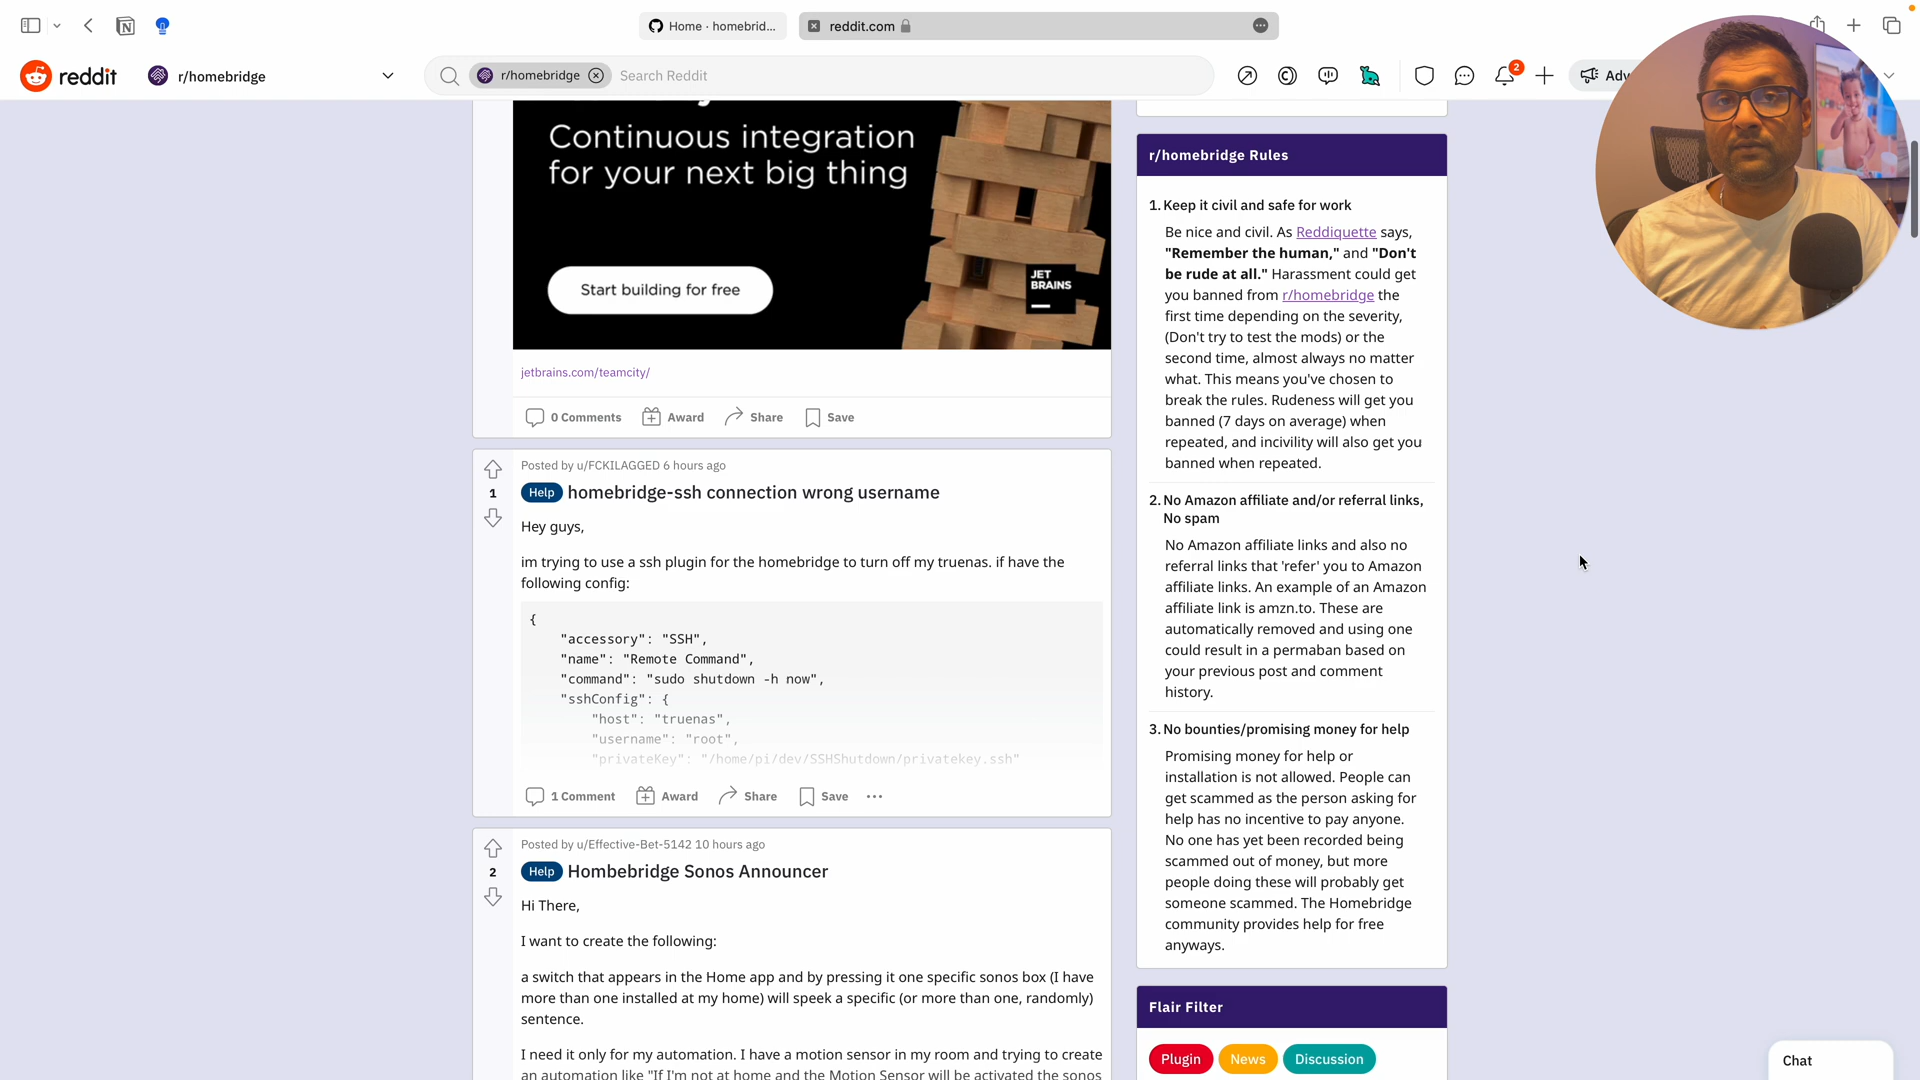 Home · homebrid...
reddit.com
reddit
r/homebridge
r/homebridge
Search Reddit
2
Adv
Continuous integration
for your next big thing
Start building for free
JET
BRAINS
jetbrains.com/teamcity/
0 Comments
Award
Share
Save
Posted by u/FCKILAGGED 6 hours ago
1
Help
homebridge-ssh connection wrong username
Hey guys,
im trying to use a ssh plugin for the homebridge to turn off my truenas. if have the
following config:
{
"accessory": "SSH",
"name": "Remote Command",
"command": "sudo shutdown -h now",
"sshConfig": {
"host": "truenas",
"username": "root",
"privateKey": "/home/pi/dev/SSHShutdown/privatekey.ssh"
1 Comment
Award
Share
Save
Posted by u/Effective-Bet-5142 10 hours ago
2
Help
Hombebridge Sonos Announcer
Hi There,
I want to create the following:
a switch that appears in the Home app and by pressing it one specific sonos box (I have
more than one installed at my home) will speek a specific (or more than one, randomly)
sentence.
I need it only for my automation. I have a motion sensor in my room and trying to create
an automation like "If I'm not at home and the Motion Sensor will be activated the sonos
r/homebridge Rules
1. Keep it civil and safe for work
Be nice and civil. As Reddiquette says,
"Remember the human," and "Don't
be rude at all." Harassment could get
you banned from r/homebridge the
first time depending on the severity,
(Don't try to test the mods) or the
second time, almost always no matter
what. This means you've chosen to
break the rules. Rudeness will get you
banned (7 days on average) when
repeated, and incivility will also get you
banned when repeated.
2. No Amazon affiliate and/or referral links,
No spam
No Amazon affiliate links and also no
referral links that 'refer' you to Amazon
affiliate links. An example of an Amazon
affiliate link is amzn.to. These are
automatically removed and using one
could result in a permaban based on
your previous post and comment
history.
3. No bounties/promising money for help
Promising money for help or
installation is not allowed. People can
get scammed as the person asking for
help has no incentive to pay anyone.
No one has yet been recorded being
scammed out of money, but more
people doing these will probably get
someone scammed. The Homebridge
community provides help for free
anyways.
Flair Filter
Plugin
News
Discussion
Chat